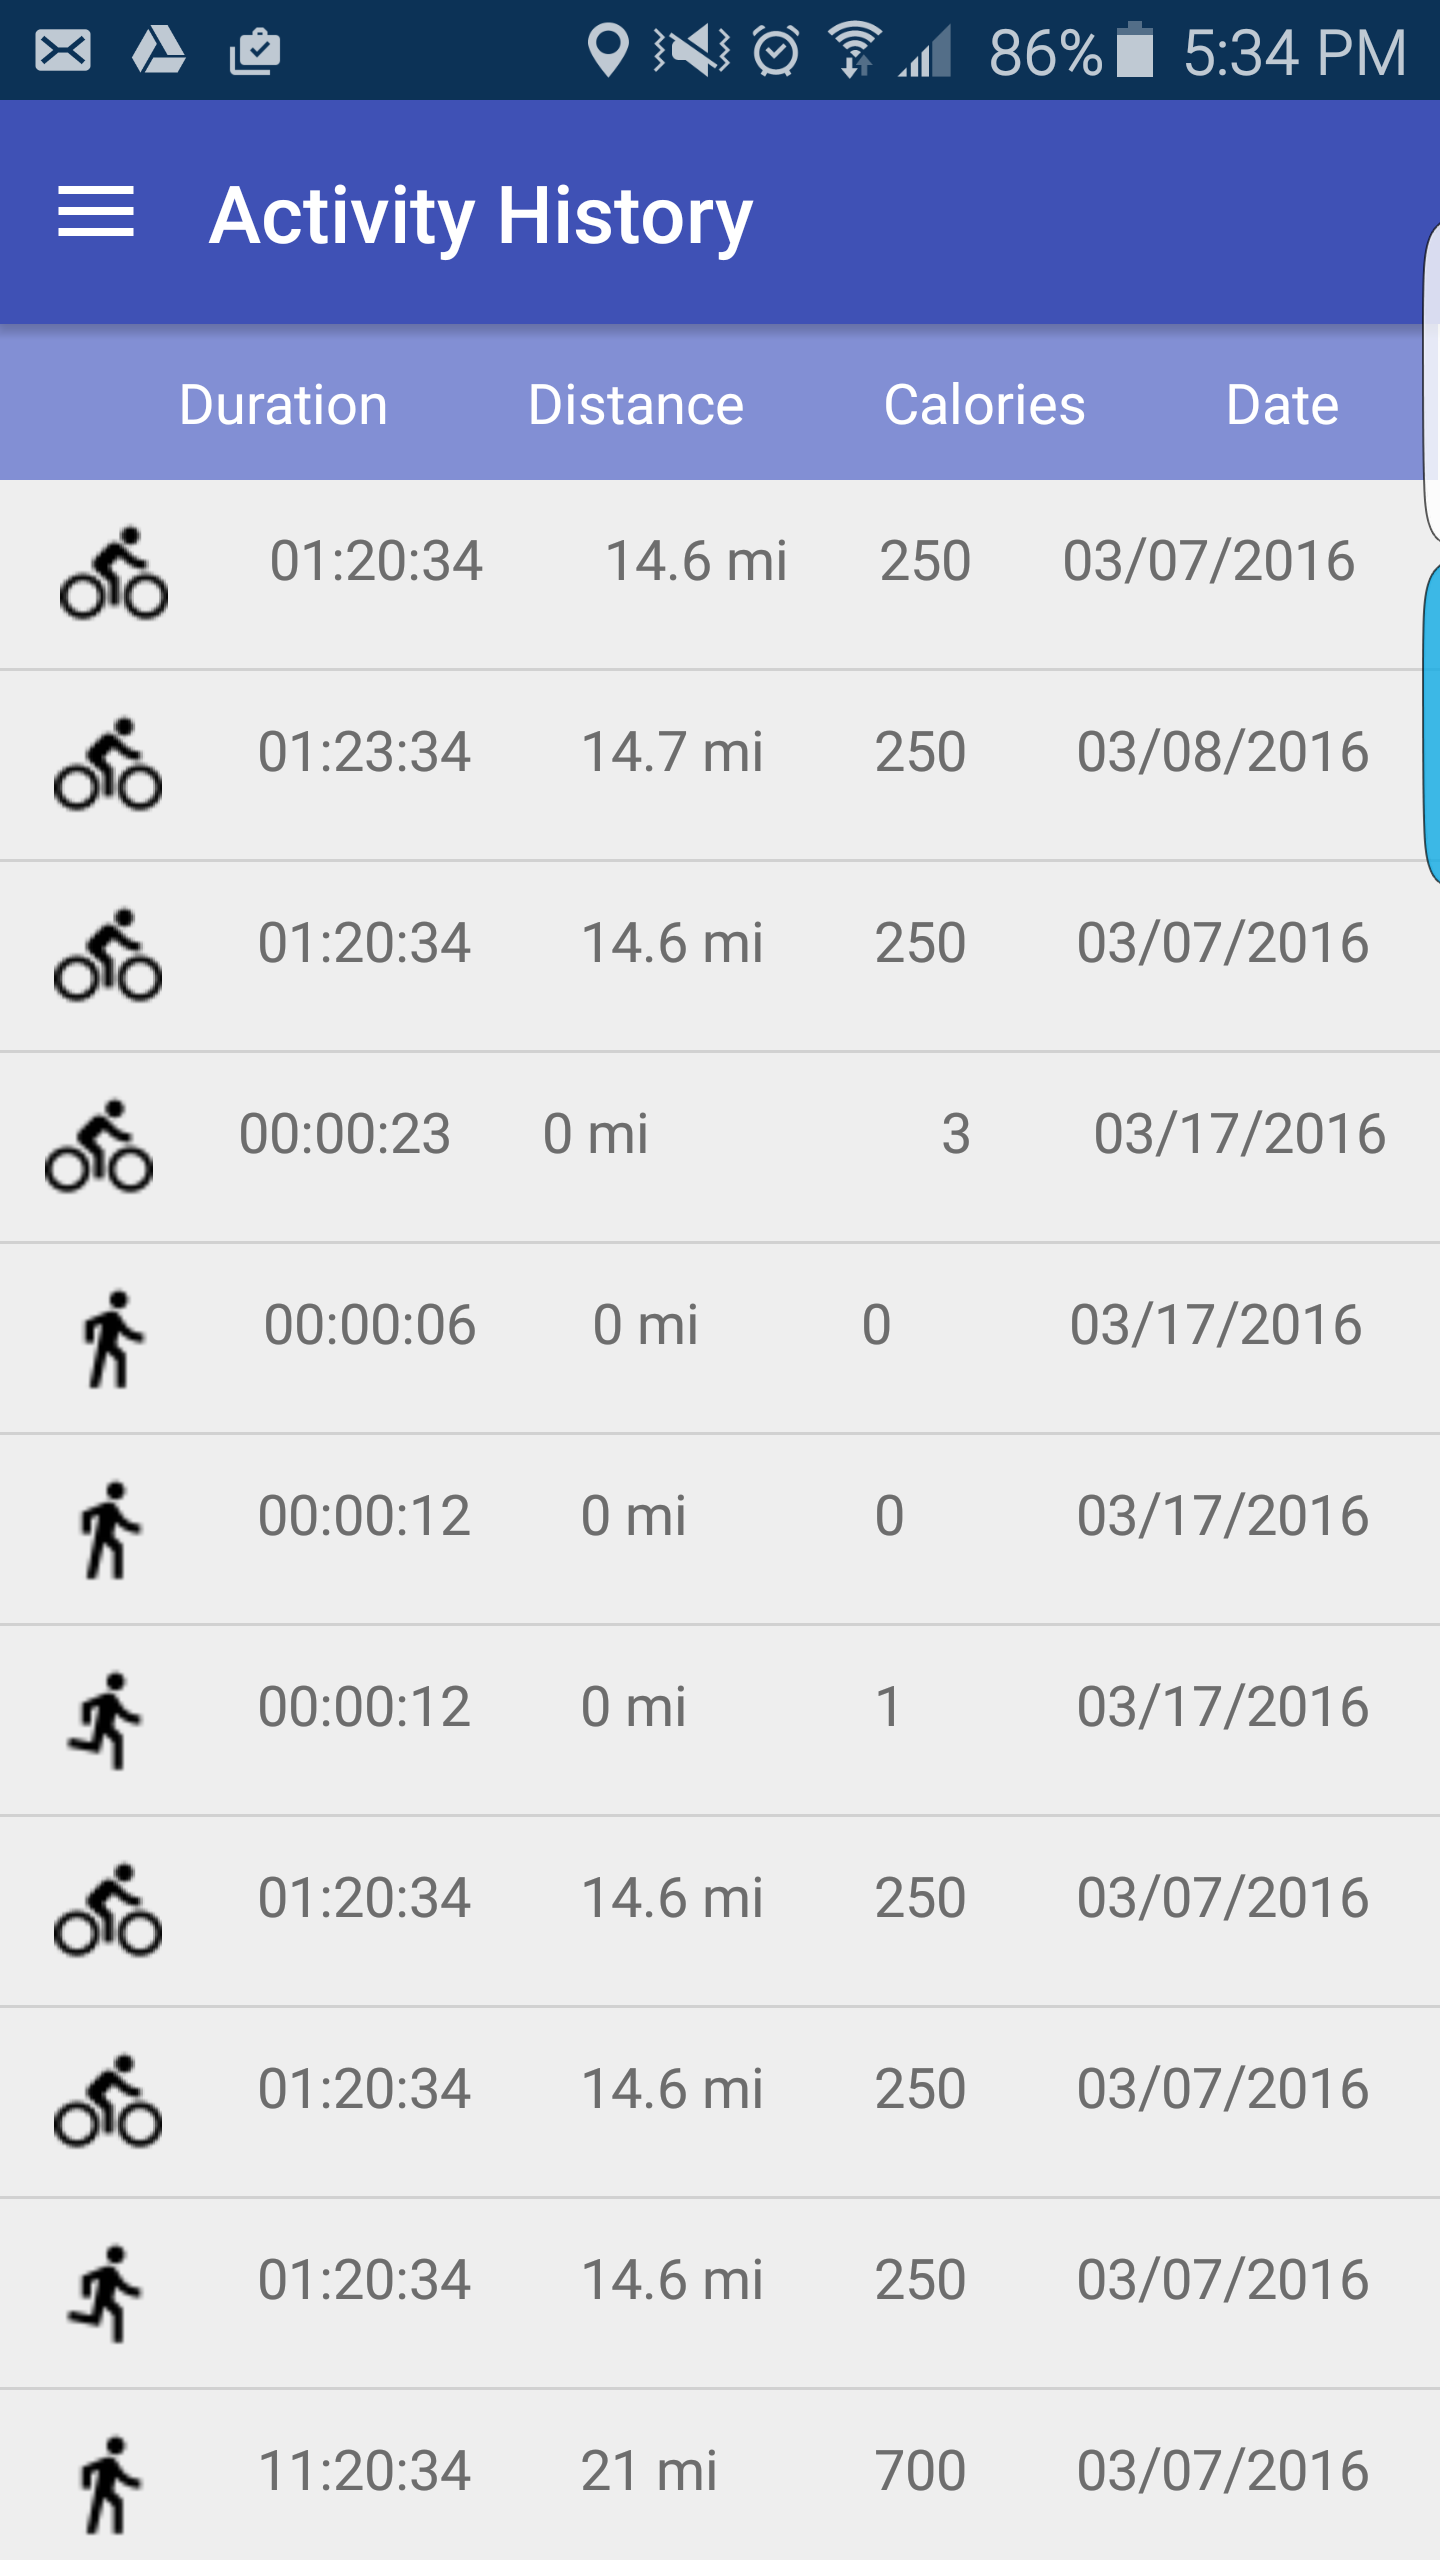 86% 5:34 PM
Activity History
Duration Distance Calories Date
01:20:34 14.6 mi 250 03/07/2016
01:23:34 14.7 mi 250 03/08/2016
01:20:34 14.6 mi 250 03/07/2016
00:00:23 0 mi 3 03/17/2016
00:00:06 0 mi 0 03/17/2016
00:00:12 0 mi 0 03/17/2016
00:00:12 0 mi 1 03/17/2016
01:20:34 14.6 mi 250 03/07/2016
01:20:34 14.6 mi 250 03/07/2016
01:20:34 14.6 mi 250 03/07/2016
11:20:34 21 mi 700 03/07/2016